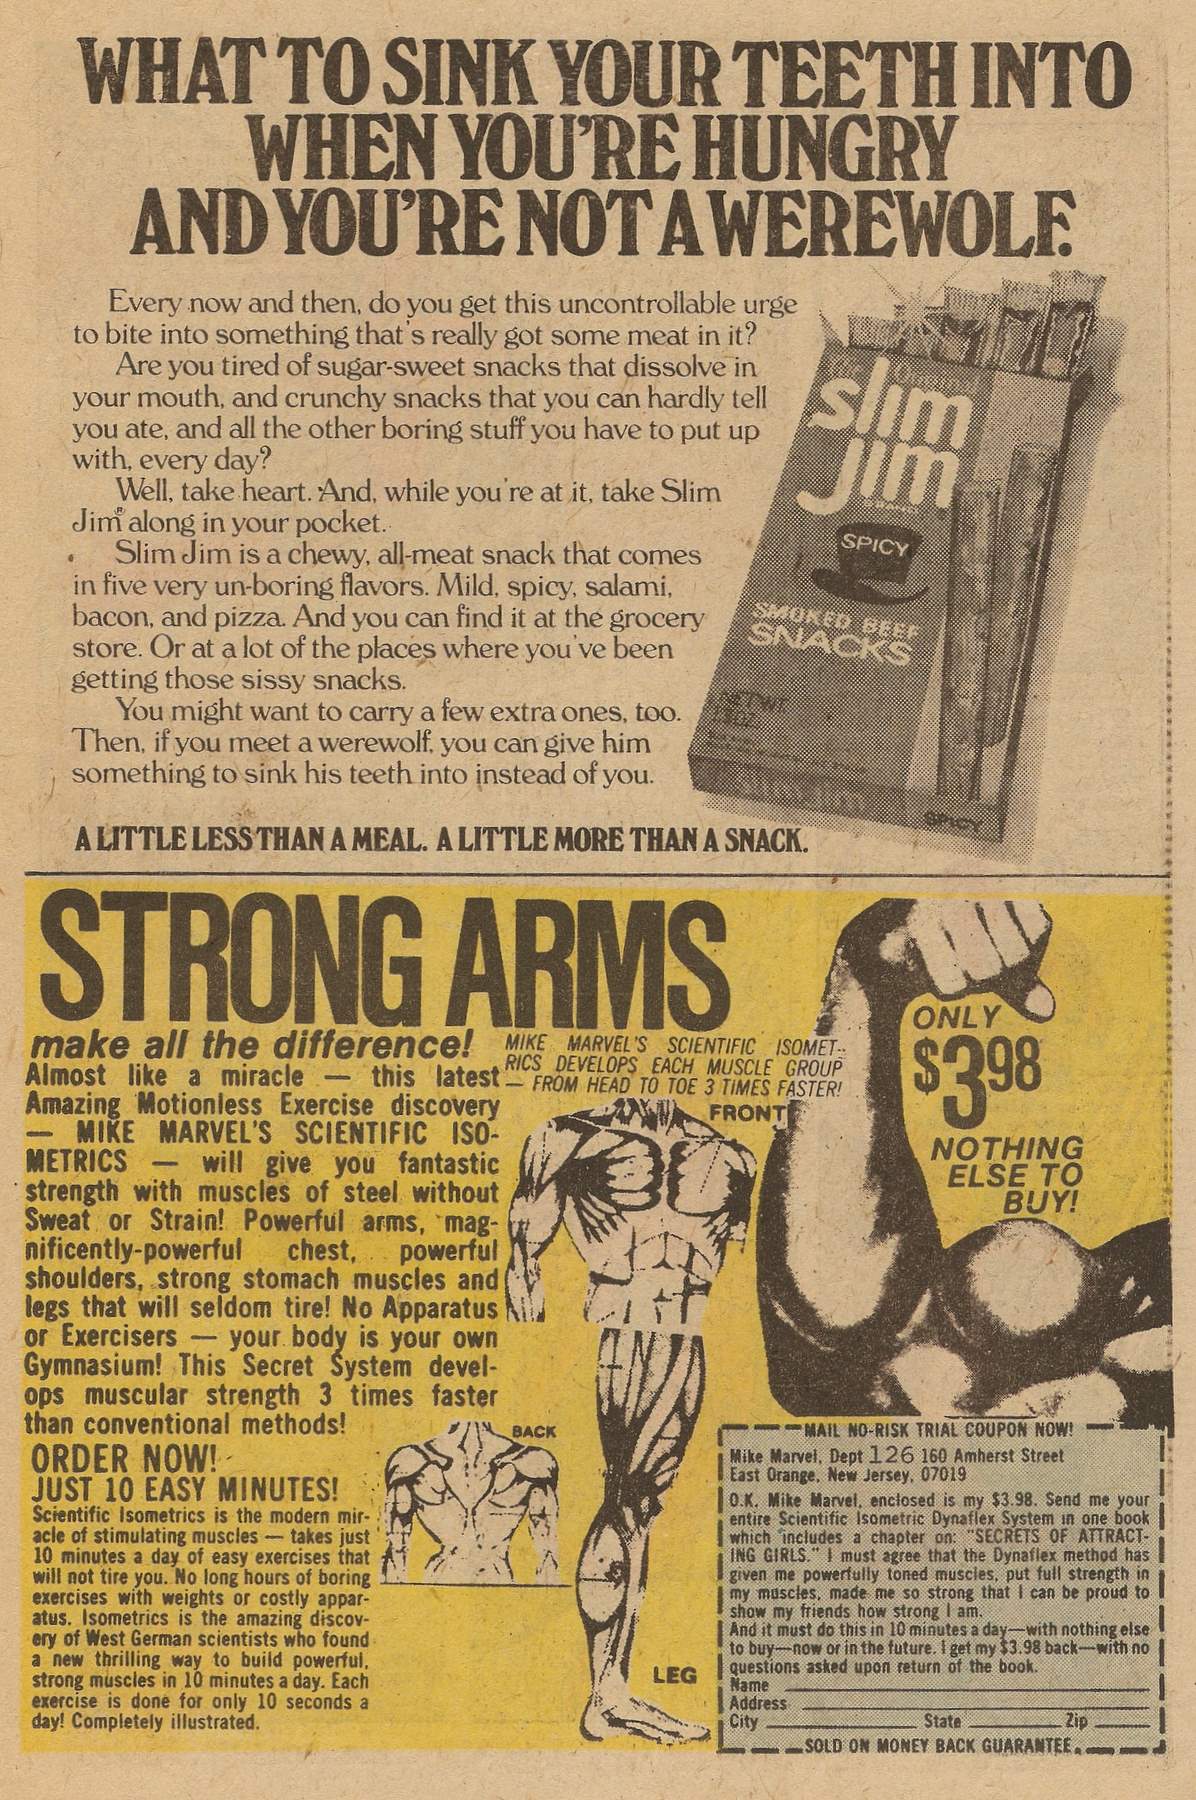 WHAT TO SINK YOUR TEETH INTO
WHEN YOU'RE HUNGRY
AND YOU'RE NOT A WEREWOLF.
Every now and then, do you get this uncontrollable urge
to bite into something that's really got some meat in it?
Are you tired of sugar-sweet snacks that dissolve in
your mouth, and crunchy snacks that you can hardly tell
you ate, and all the other boring stuff you have to put up
with, every day?
Well, take heart. And, while you're at it, take Slim
Jim® along in your pocket.
Slim Jim is a chewy, all-meat snack that comes
in five very un-boring flavors. Mild, spicy, salami,
bacon, and pizza. And you can find it at the grocery
store. Or at a lot of the places where you've been
getting those sissy snacks.
You might want to carry a few extra ones, too.
Then, if you meet a werewolf, you can give him
something to sink his teeth into instead of you.
slim
jim
SPICY
SMOKED BEEF
SNACKS
NET WT
SPICY
A LITTLE LESS THAN A MEAL. A LITTLE MORE THAN A SNACK.
STRONG ARMS
make all the difference!
Almost like a miracle — this latest
Amazing Motionless Exercise discovery
— MIKE MARVEL'S SCIENTIFIC ISO-
METRICS — will give you fantastic
strength with muscles of steel without
Sweat or Strain! Powerful arms, mag-
nificently-powerful chest, powerful
shoulders, strong stomach muscles and
legs that will seldom tire! No Apparatus
or Exercisers — your body is your own
Gymnasium! This Secret System devel-
ops muscular strength 3 times faster
than conventional methods!
ORDER NOW!
JUST 10 EASY MINUTES!
Scientific Isometrics is the modern mir-
acle of stimulating muscles — takes just
10 minutes a day of easy exercises that
will not tire you. No long hours of boring
exercises with weights or costly appar-
atus. Isometrics is the amazing discov-
ery of West German scientists who found
a new thrilling way to build powerful,
strong muscles in 10 minutes a day. Each
exercise is done for only 10 seconds a
day! Completely illustrated.
MIKE MARVEL'S SCIENTIFIC ISOMET-
RICS DEVELOPS EACH MUSCLE GROUP
— FROM HEAD TO TOE 3 TIMES FASTER!
FRONT
BACK
LEG
ONLY
$3.98
NOTHING
ELSE TO
BUY!
MAIL NO-RISK TRIAL COUPON NOW!
Mike Marvel, Dept 126 160 Amherst Street
East Orange, New Jersey, 07019
O.K. Mike Marvel, enclosed is my $3.98. Send me your
entire Scientific Isometric Dynaflex System in one book
which includes a chapter on: "SECRETS OF ATTRACT-
ING GIRLS." I must agree that the Dynaflex method has
given me powerfully toned muscles, put full strength in
my muscles, made me so strong that I can be proud to
show my friends how strong I am.
And it must do this in 10 minutes a day—with nothing else
to buy—now or in the future. I get my $3.98 back—with no
questions asked upon return of the book.
Name
Address
City State Zip
SOLD ON MONEY BACK GUARANTEE.